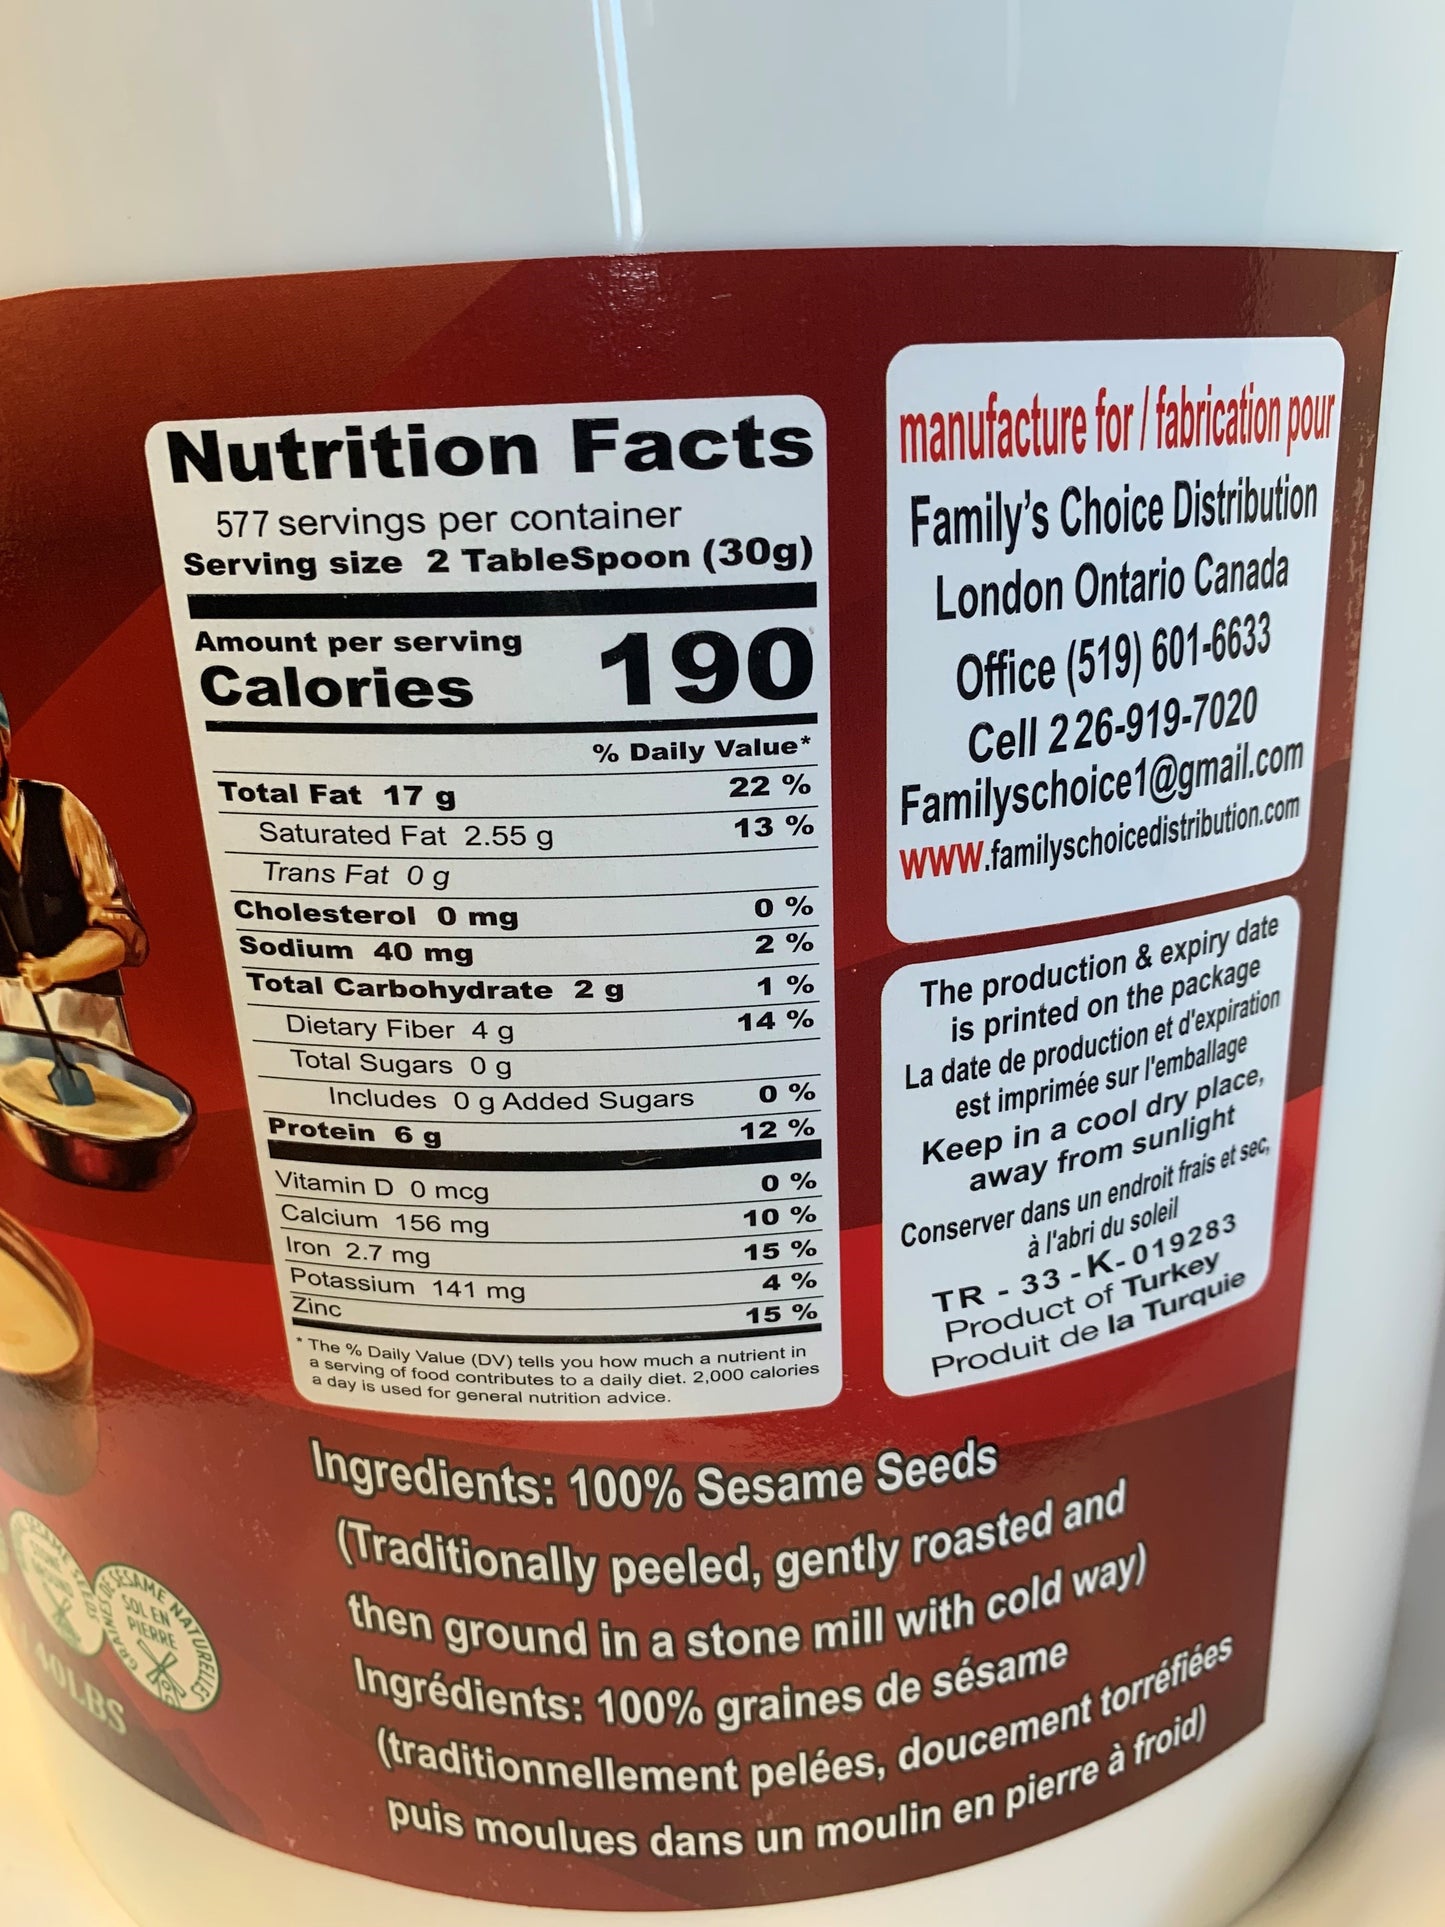 Nutrition Facts
577 servings per container
Serving size 2 TableSpoon (30g)
Amount per serving
Calories 190
% Daily Value*
Total Fat 17 g 22 %
Saturated Fat 2.55 g 13 %
Trans Fat 0 g
Cholesterol 0 mg 0 %
Sodium 40 mg 2 %
Total Carbohydrate 2 g 1 %
Dietary Fiber 4 g 14 %
Total Sugars 0 g
Includes 0 g Added Sugars 0 %
Protein 6 g 12 %
Vitamin D 0 mcg 0 %
Calcium 156 mg 10 %
Iron 2.7 mg 15 %
Potassium 141 mg 4 %
Zinc 15 %
* The % Daily Value (DV) tells you how much a nutrient in
a serving of food contributes to a daily diet. 2,000 calories
a day is used for general nutrition advice.
manufacture for / fabrication pour
Family's Choice Distribution
London Ontario Canada
Office (519) 601-6633
Cell 226-919-7020
Familyschoice1@gmail.com
www.familyschoicedistribution.com
The production & expiry date
is printed on the package
La date de production et d'expiration
est imprimée sur l'emballage
Keep in a cool dry place,
away from sunlight
Conserver dans un endroit frais et sec,
à l'abri du soleil
TR - 33 - K- 019283
Product of Turkey
Produit de la Turquie
Ingredients: 100% Sesame Seeds
(Traditionally peeled, gently roasted and
then ground in a stone mill with cold way)
Ingrédients: 100% graines de sésame
(traditionnellement pelées, doucement torréfiées
puis moulues dans un moulin en pierre à froid)
GRAINES DE SESAME NATURELLES
SOL EN
PIERRE
40LBS